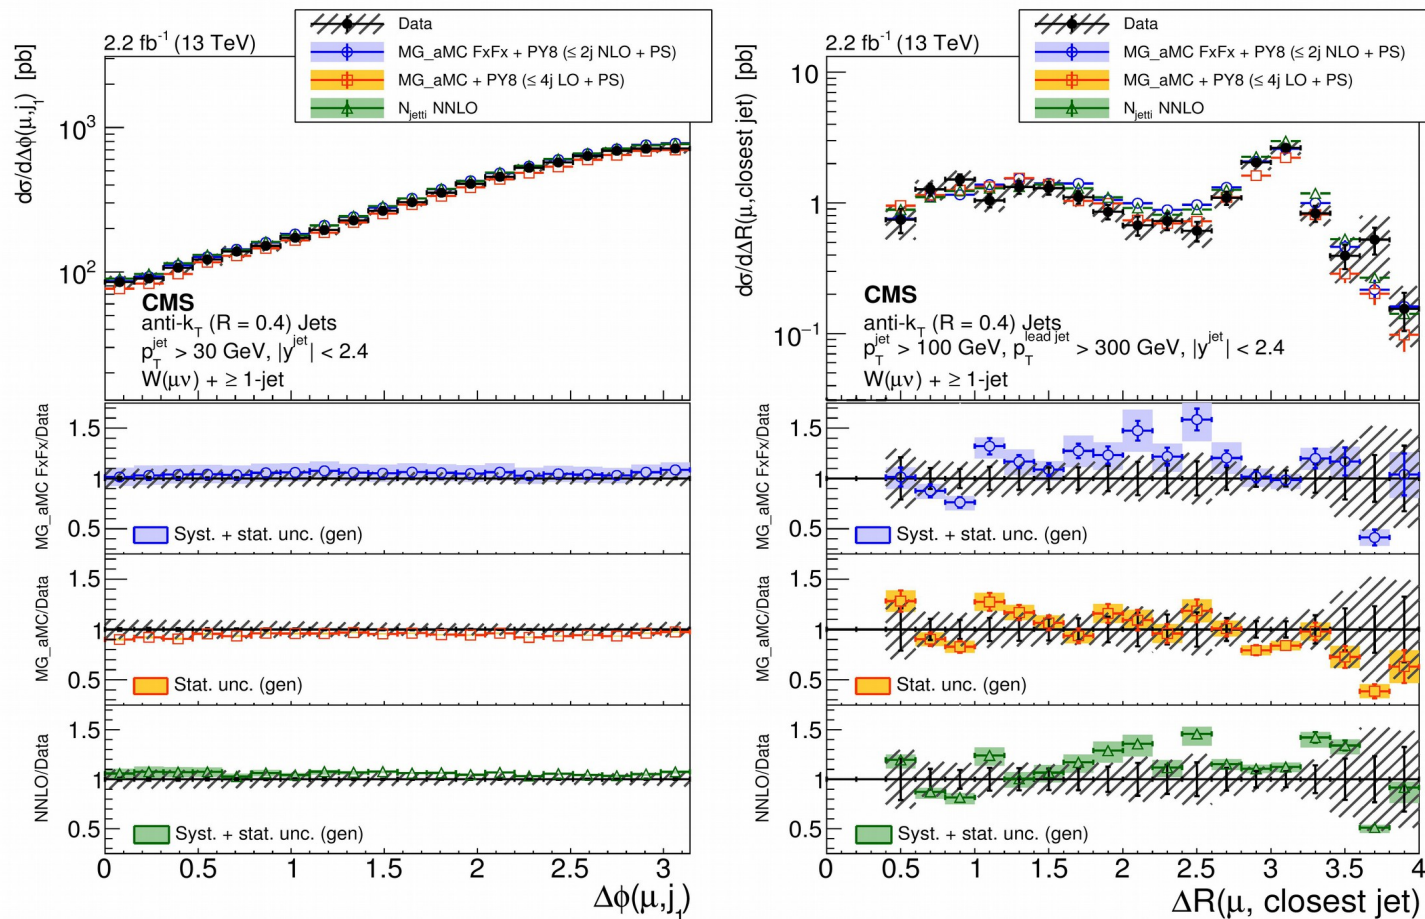 2.2 fb⁻¹ (13 TeV)
Data
MG_aMC FxFx + PY8 (≤ 2j NLO + PS)
MG_aMC + PY8 (≤ 4j LO + PS)
N_jetti NNLO
dσ/dΔϕ(μ,j₁) [pb]
10³
10²
CMS
anti-k_T (R = 0.4) Jets
p_T^jet > 30 GeV, |y^jet| < 2.4
W(μν) + ≥ 1-jet
MG_aMC FxFx/Data
1.5
1
0.5
Syst. + stat. unc. (gen)
MG_aMC/Data
1.5
1
0.5
Stat. unc. (gen)
NNLO/Data
1.5
1
0.5
Syst. + stat. unc. (gen)
0 0.5 1 1.5 2 2.5 3
Δϕ(μ,j₁)
2.2 fb⁻¹ (13 TeV)
Data
MG_aMC FxFx + PY8 (≤ 2j NLO + PS)
MG_aMC + PY8 (≤ 4j LO + PS)
N_jetti NNLO
dσ/dΔR(μ,closest jet) [pb]
10
1
10⁻¹
CMS
anti-k_T (R = 0.4) Jets
p_T^jet > 100 GeV, p_T^lead jet > 300 GeV, |y^jet| < 2.4
W(μν) + ≥ 1-jet
MG_aMC FxFx/Data
1.5
1
0.5
Syst. + stat. unc. (gen)
MG_aMC/Data
1.5
1
0.5
Stat. unc. (gen)
NNLO/Data
1.5
1
0.5
Syst. + stat. unc. (gen)
0 0.5 1 1.5 2 2.5 3 3.5 4
ΔR(μ, closest jet)